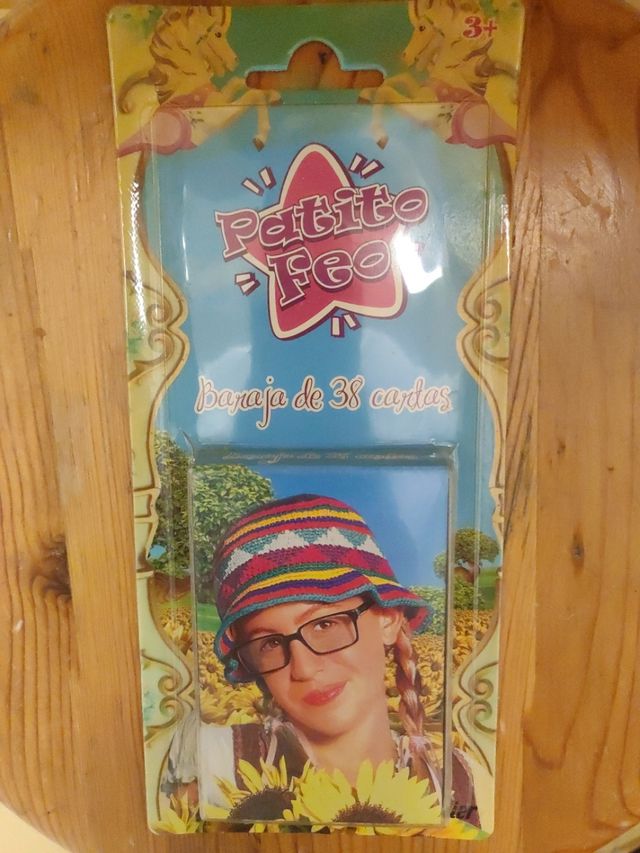 3+
Patito
Feo
Baraja de 38 cartas